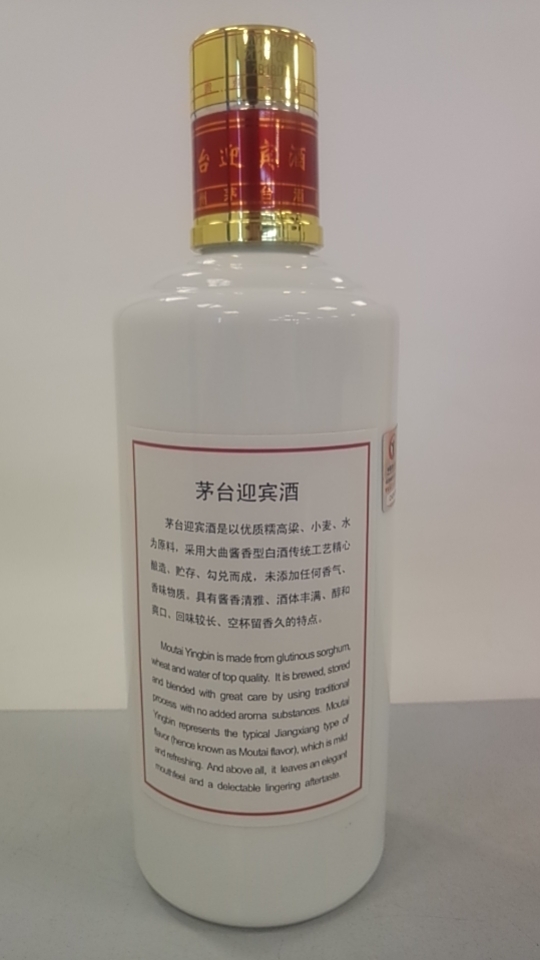 台迎宾酒
州茅台酒
茅台迎宾酒
茅台迎宾酒是以优质糯高粱、小麦、水
为原料，采用大曲酱香型白酒传统工艺精心
酿造、贮存、勾兑而成，未添加任何香气、
香味物质，具有酱香清雅、酒体丰满、醇和
爽口，回味较长、空杯留香久的特点。
Moutai Yingbin is made from glutinous sorghum,
wheat and water of top quality. It is brewed, stored
and blended with great care by using traditional
process with no added aroma substances. Moutai
Yingbin represents the typical Jiangxiang type of
flavor (hence known as Moutai flavor), which is mild
and refreshing. And above all, it leaves an elegant
mouthfeel and a delectable lingering aftertaste.